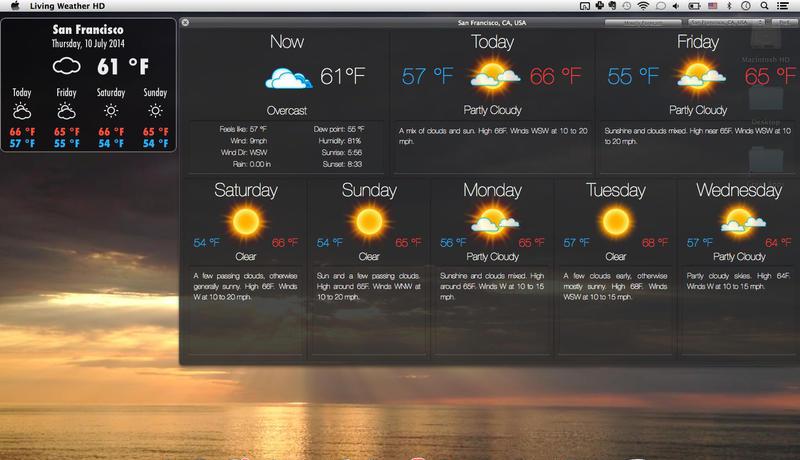 Living Weather HD
San Francisco
Thursday, 10 July 2014
61 °F
Today Friday Saturday Sunday
66 °F 65 °F 66 °F 65 °F
57 °F 55 °F 54 °F 54 °F
San Francisco, CA, USA
San Francisco, CA, USA
Now
61°F
Overcast
Feels like: 57 °F Dew point: 55 °F
Wind: 9mph Humidity: 81%
Wind Dir: WSW Sunrise: 5:56
Rain: 0.00 in Sunset: 8:33
Today
57 °F 66 °F
Partly Cloudy
A mix of clouds and sun. High 66F. Winds WSW at 10 to 20
mph.
Friday
55 °F 65 °F
Partly Cloudy
Sunshine and clouds mixed. High near 65F. Winds WSW at 10
to 20 mph.
Macintosh HD
Desktop
Saturday
54 °F 66 °F
Clear
A few passing clouds, otherwise
generally sunny. High 66F. Winds
W at 10 to 20 mph.
Sunday
54 °F 65 °F
Clear
Sun and a few passing clouds.
High around 65F. Winds WNW at
10 to 20 mph.
Monday
56 °F 65 °F
Partly Cloudy
Sunshine and clouds mixed. High
around 65F. Winds W at 10 to 15
mph.
Tuesday
57 °F 68 °F
Clear
A few clouds early, otherwise
mostly sunny. High 68F. Winds
WSW at 10 to 15 mph.
Wednesday
57 °F 64 °F
Partly Cloudy
Partly cloudy skies. High 64F.
Winds W at 10 to 15 mph.